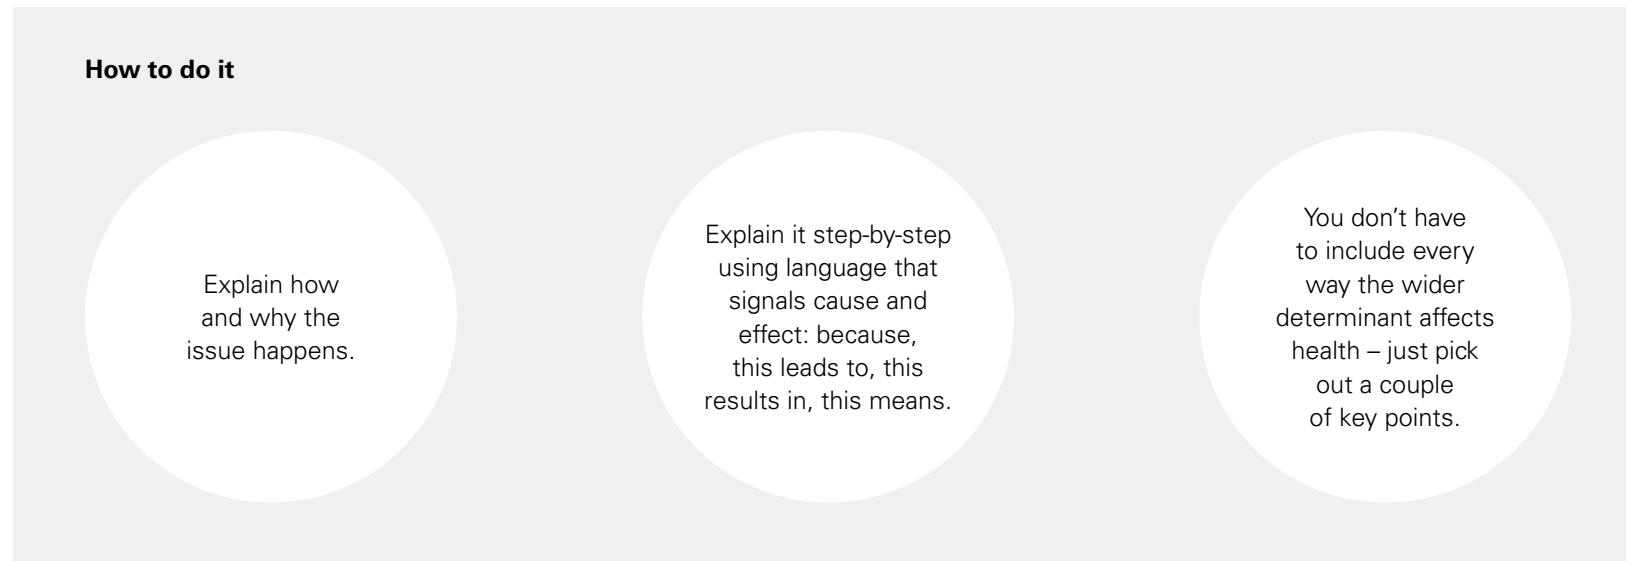 How to do it
Explain how
and why the
issue happens.
Explain it step-by-step
using language that
signals cause and
effect: because,
this leads to, this
results in, this means.
You don’t have
to include every
way the wider
determinant affects
health – just pick
out a couple
of key points.